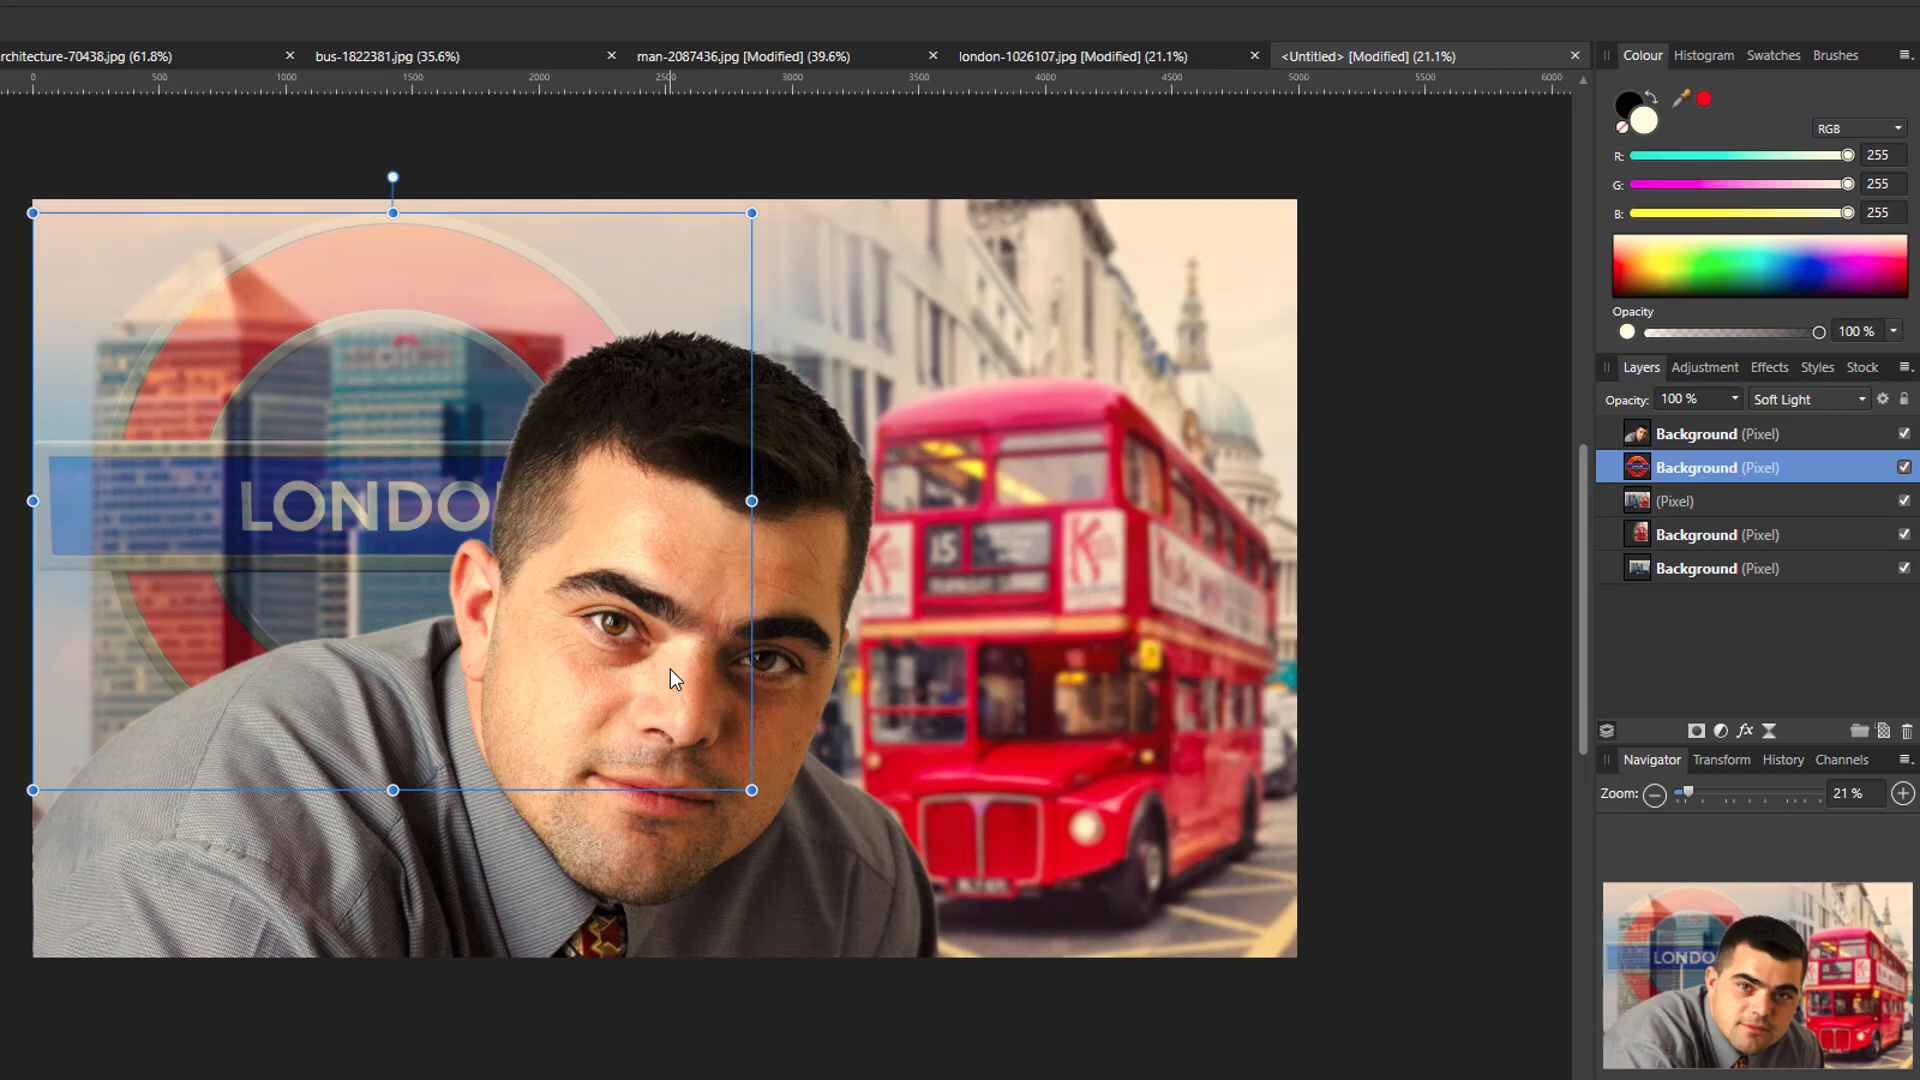 rchitecture-70438.jpg (61.8%)
bus-1822381.jpg (35.6%)
man-2087436.jpg [Modified] (39.6%)
london-1026107.jpg [Modified] (21.1%)
<Untitled> [Modified] (21.1%)
0 500 1000 1500 2000 2500 3000 3500 4000 4500 5000 5500 6000
Colour Histogram Swatches Brushes
RGB
R: 255
G: 255
B: 255
Opacity
100 %
Layers Adjustment Effects Styles Stock
Opacity: 100 % Soft Light
Background (Pixel)
Background (Pixel)
(Pixel)
Background (Pixel)
Background (Pixel)
fx
Navigator Transform History Channels
Zoom: 21 %
citi
LONDO
15
K
K
LONDO